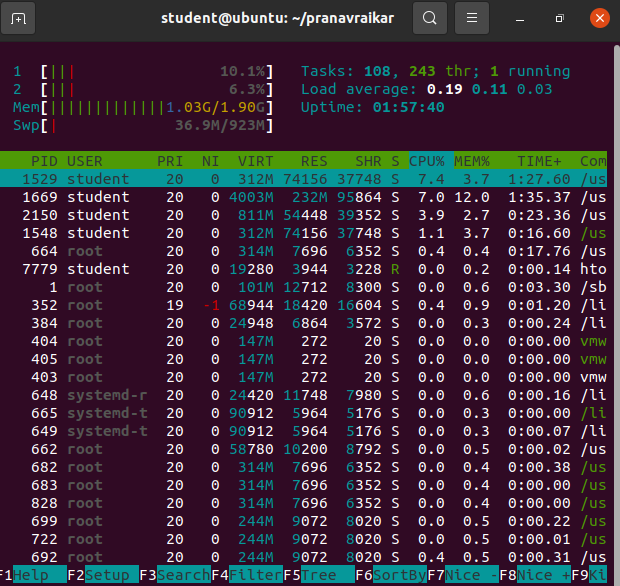 student@ubuntu: ~/pranavraikar
1 [||| 10.1%] Tasks: 108, 243 thr; 1 running
2 [||| 6.3%] Load average: 0.19 0.11 0.03
Mem[|||||||||||||1.03G/1.90G] Uptime: 01:57:40
Swp[| 36.9M/923M]
PID USER PRI NI VIRT RES SHR S CPU% MEM% TIME+ Com
1529 student 20 0 312M 74156 37748 S 7.4 3.7 1:27.60 /us
1669 student 20 0 4003M 232M 95864 S 7.0 12.0 1:35.37 /us
2150 student 20 0 811M 54448 39352 S 3.9 2.7 0:23.36 /us
1548 student 20 0 312M 74156 37748 S 1.1 3.7 0:16.60 /us
664 root 20 0 314M 7696 6352 S 0.4 0.4 0:17.76 /us
7779 student 20 0 19280 3944 3228 R 0.0 0.2 0:00.14 hto
1 root 20 0 101M 12712 8300 S 0.0 0.6 0:03.30 /sb
352 root 19 -1 68944 18420 16604 S 0.4 0.9 0:01.20 /li
384 root 20 0 24948 6864 3572 S 0.0 0.3 0:00.24 /li
404 root 20 0 147M 272 20 S 0.0 0.0 0:00.00 vmw
405 root 20 0 147M 272 20 S 0.0 0.0 0:00.00 vmw
403 root 20 0 147M 272 20 S 0.0 0.0 0:00.00 vmw
648 systemd-r 20 0 24420 11748 7980 S 0.0 0.6 0:00.16 /li
665 systemd-t 20 0 90912 5964 5176 S 0.0 0.3 0:00.00 /li
649 systemd-t 20 0 90912 5964 5176 S 0.0 0.3 0:00.07 /li
662 root 20 0 58780 10200 8792 S 0.0 0.5 0:00.02 /us
682 root 20 0 314M 7696 6352 S 0.0 0.4 0:00.38 /us
683 root 20 0 314M 7696 6352 S 0.0 0.4 0:00.00 /us
828 root 20 0 314M 7696 6352 S 0.0 0.4 0:00.00 /us
699 root 20 0 244M 9072 8020 S 0.0 0.5 0:00.22 /us
722 root 20 0 244M 9072 8020 S 0.0 0.5 0:00.01 /us
692 root 20 0 244M 9072 8020 S 0.4 0.5 0:00.31 /us
F1Help F2Setup F3SearchF4FilterF5Tree F6SortByF7Nice -F8Nice +F9Ki